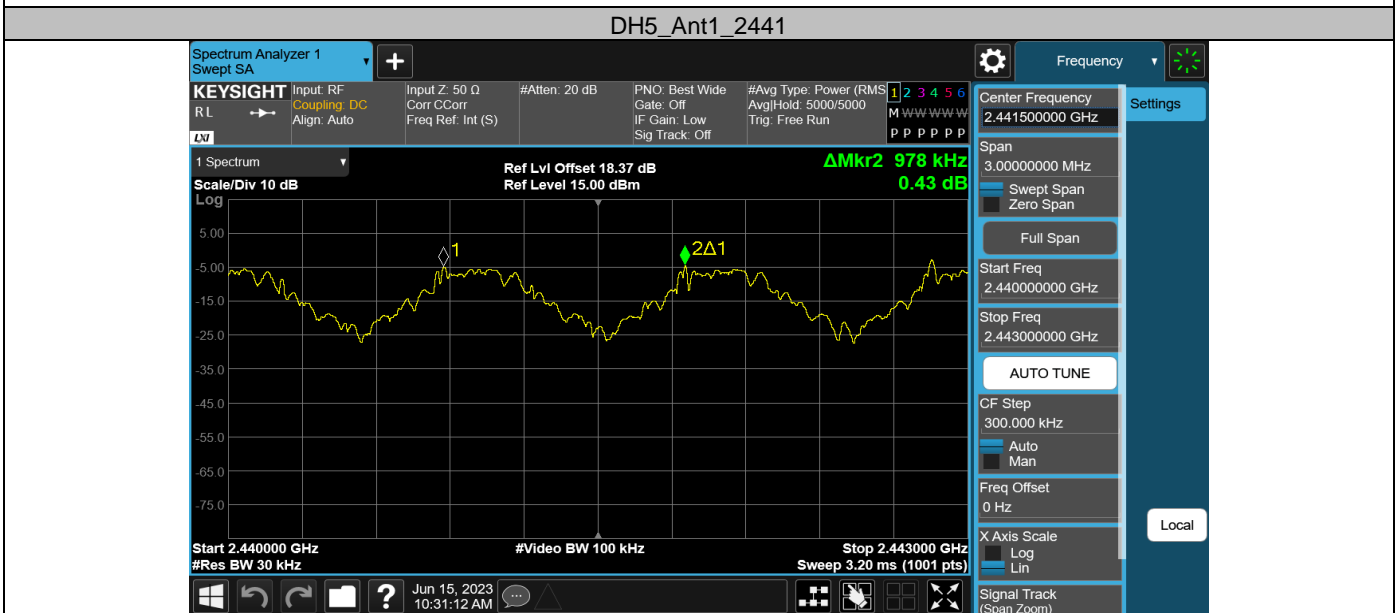 DH5_Ant1_2441
Spectrum Analyzer 1
Swept SA
Frequency
KEYSIGHT
RL
LXI
Input: RF
Coupling: DC
Align: Auto
Input Z: 50 Ω
Corr CCorr
Freq Ref: Int (S)
#Atten: 20 dB
PNO: Best Wide
Gate: Off
IF Gain: Low
Sig Track: Off
#Avg Type: Power (RMS
Avg|Hold: 5000/5000
Trig: Free Run
1 2 3 4 5 6
M W W W W W
P P P P P P
1 Spectrum
Scale/Div 10 dB
Log
Ref Lvl Offset 18.37 dB
Ref Level 15.00 dBm
ΔMkr2 978 kHz
0.43 dB
5.00
-5.00
-15.0
-25.0
-35.0
-45.0
-55.0
-65.0
-75.0
1
2Δ1
Start 2.440000 GHz
#Res BW 30 kHz
#Video BW 100 kHz
Stop 2.443000 GHz
Sweep 3.20 ms (1001 pts)
Center Frequency
2.441500000 GHz
Span
3.00000000 MHz
Swept Span
Zero Span
Full Span
Start Freq
2.440000000 GHz
Stop Freq
2.443000000 GHz
AUTO TUNE
CF Step
300.000 kHz
Auto
Man
Freq Offset
0 Hz
X Axis Scale
Log
Lin
Signal Track
(Span Zoom)
Settings
Local
?
Jun 15, 2023
10:31:12 AM